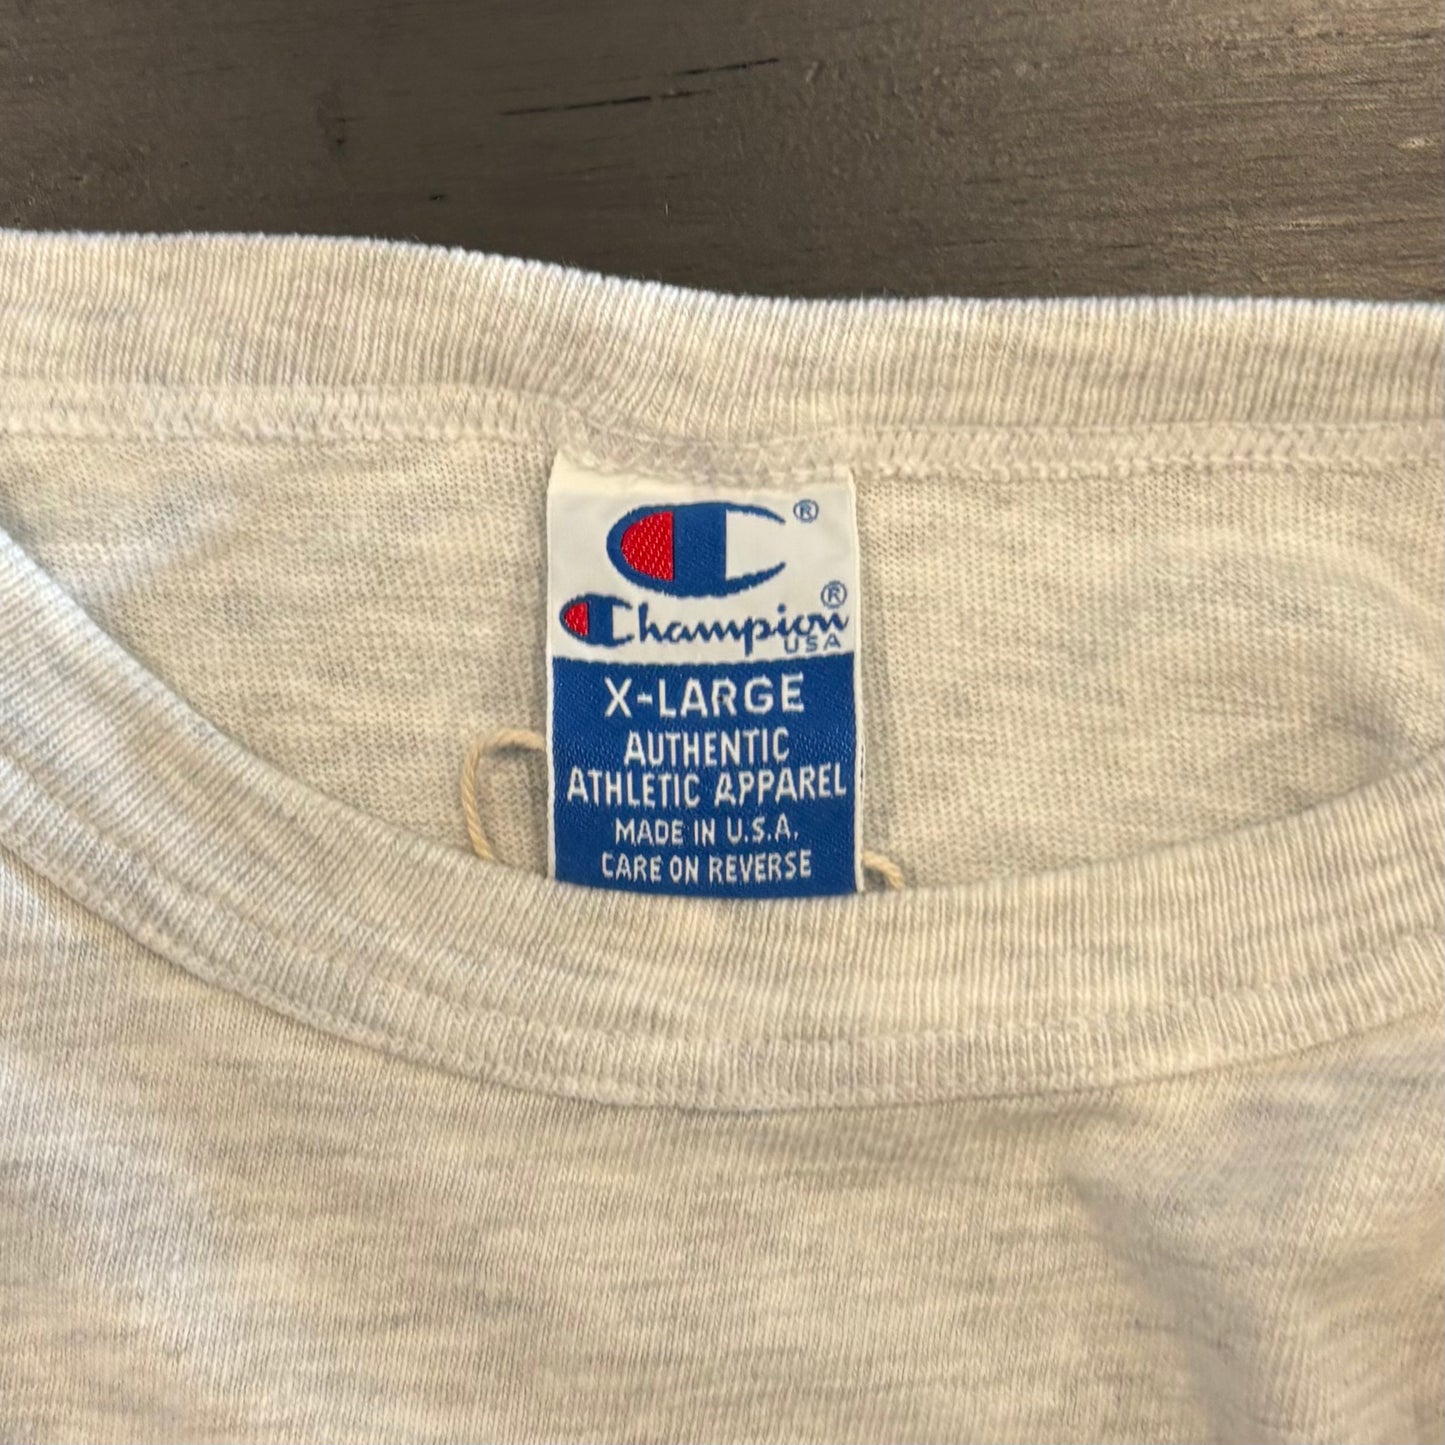 ®
Champion®
USA
X-LARGE
AUTHENTIC
ATHLETIC APPAREL
MADE IN U.S.A.
CARE ON REVERSE